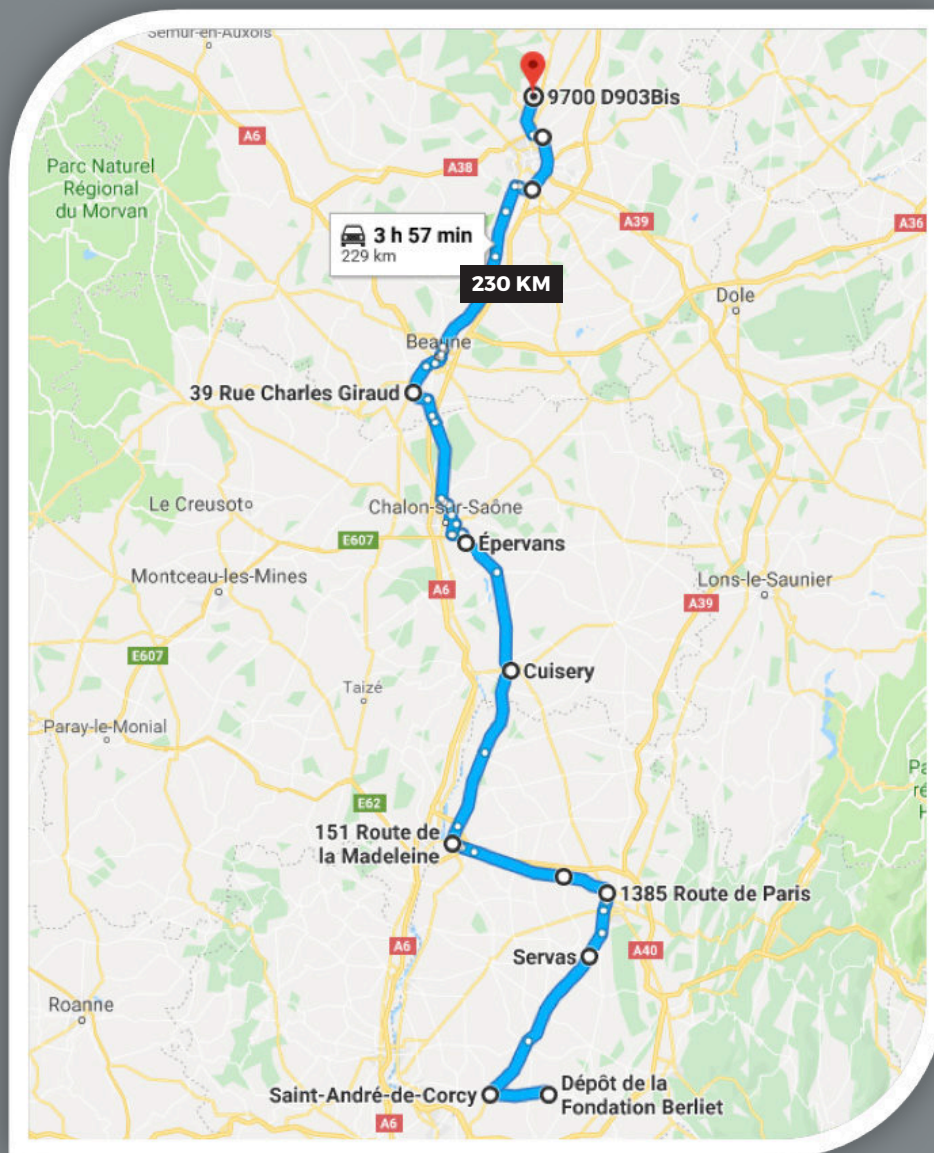 Semur-en-Auxois
9700 D903Bis
A6
A38
Parc Naturel
Régional
du Morvan
A39
A36
3 h 57 min
229 km
230 KM
Dole
Beaune
39 Rue Charles Giraud
Le Creusot
Chalon-sur-Saône
E607
Épervans
Montceau-les-Mines
Lons-le-Saunier
A6
A39
E607
Cuisery
Taizé
Paray-le-Monial
E62
151 Route de
la Madeleine
1385 Route de Paris
A6
A40
Servas
Roanne
Saint-André-de-Corcy
Dépôt de la
Fondation Berliet
A6